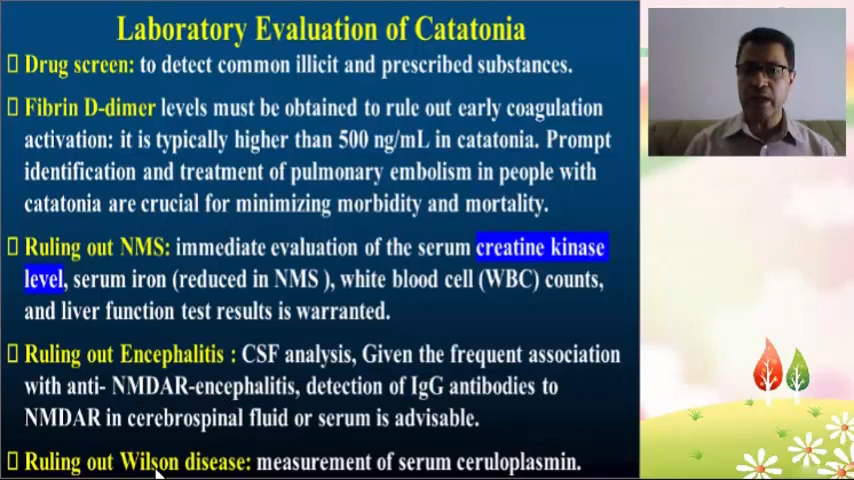 Laboratory Evaluation of Catatonia
Drug screen: to detect common illicit and prescribed substances.
Fibrin D-dimer levels must be obtained to rule out early coagulation
activation: it is typically higher than 500 ng/mL in catatonia. Prompt
identification and treatment of pulmonary embolism in people with
catatonia are crucial for minimizing morbidity and mortality.
Ruling out NMS: immediate evaluation of the serum creatine kinase
level, serum iron (reduced in NMS ), white blood cell (WBC) counts,
and liver function test results is warranted.
Ruling out Encephalitis : CSF analysis, Given the frequent association
with anti- NMDAR-encephalitis, detection of IgG antibodies to
NMDAR in cerebrospinal fluid or serum is advisable.
Ruling out Wilson disease: measurement of serum ceruloplasmin.